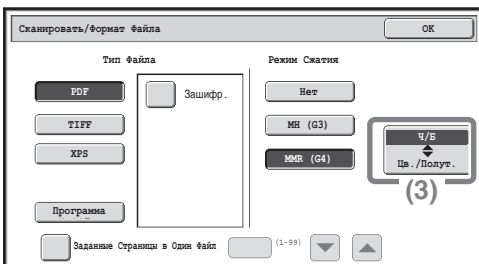 Сканировать/Формат Файла
OK
Тип Файла
Режим Сжатия
PDF
Зашифр.
Нет
TIFF
MH (G3)
Ч/Б
XPS
MMR (G4)
Цв./Полут.
(3)
Программа
Заданные Страницы в Один Файл
(1-99)